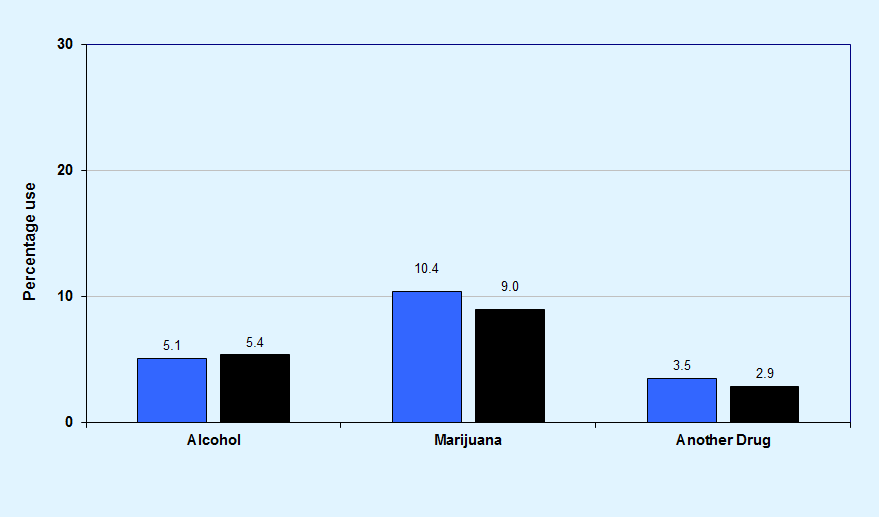 30
20
10
0
Percentage use
5.1
5.4
10.4
9.0
3.5
2.9
Alcohol
Marijuana
Another Drug